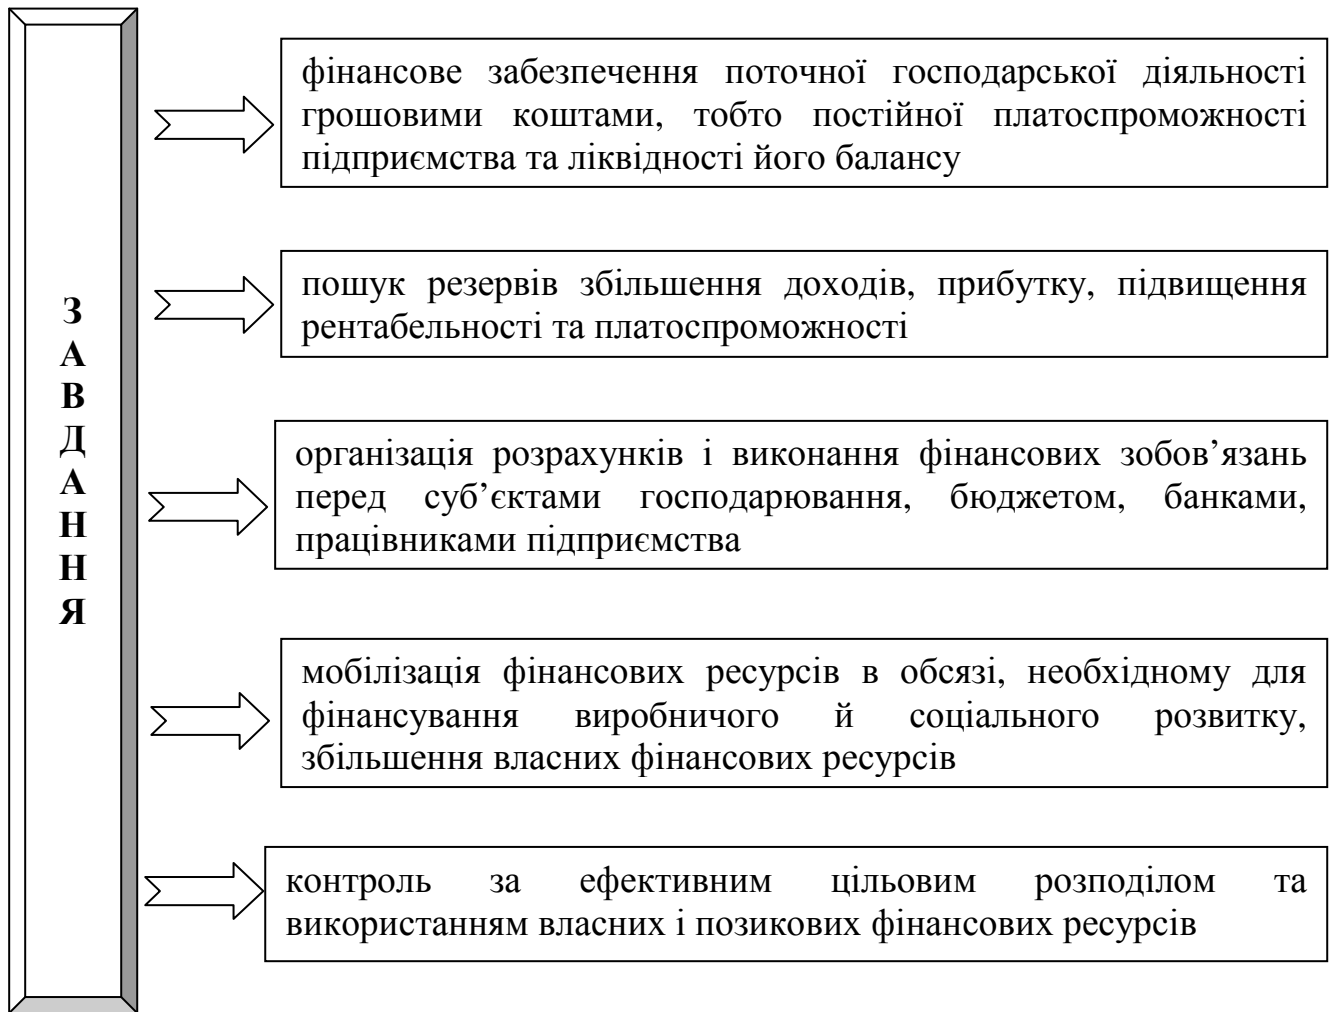 З
А
В
Д
А
Н
Н
Я
фінансове забезпечення поточної господарської діяльності
грошовими коштами, тобто постійної платоспроможності
підприємства та ліквідності його балансу
пошук резервів збільшення доходів, прибутку, підвищення
рентабельності та платоспроможності
організація розрахунків і виконання фінансових зобов’язань
перед суб’єктами господарювання, бюджетом, банками,
працівниками підприємства
мобілізація фінансових ресурсів в обсязі, необхідному для
фінансування виробничого й соціального розвитку,
збільшення власних фінансових ресурсів
контроль за ефективним цільовим розподілом та
використанням власних і позикових фінансових ресурсів